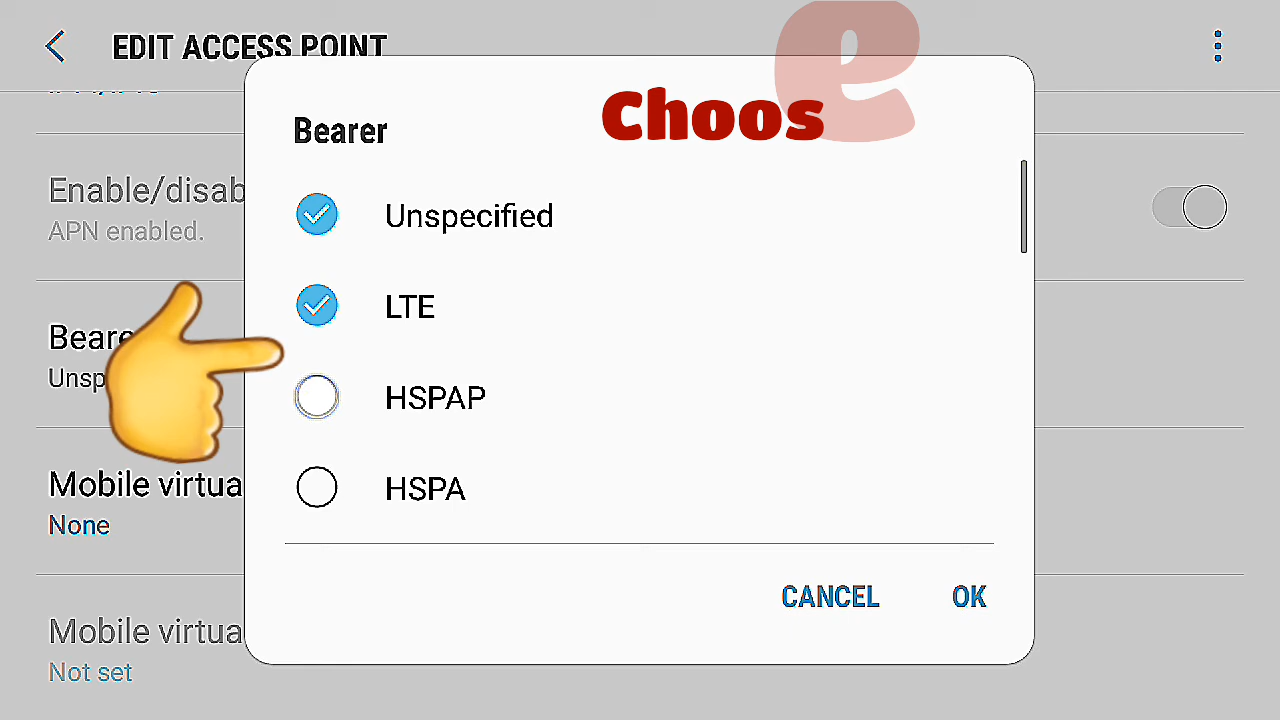 EDIT ACCESS POINT
Choose
Bearer
Enable/disab
APN enabled.
Unspecified
LTE
Beare
Unsp
HSPAP
HSPA
Mobile virtua
None
CANCEL
OK
Mobile virtua
Not set